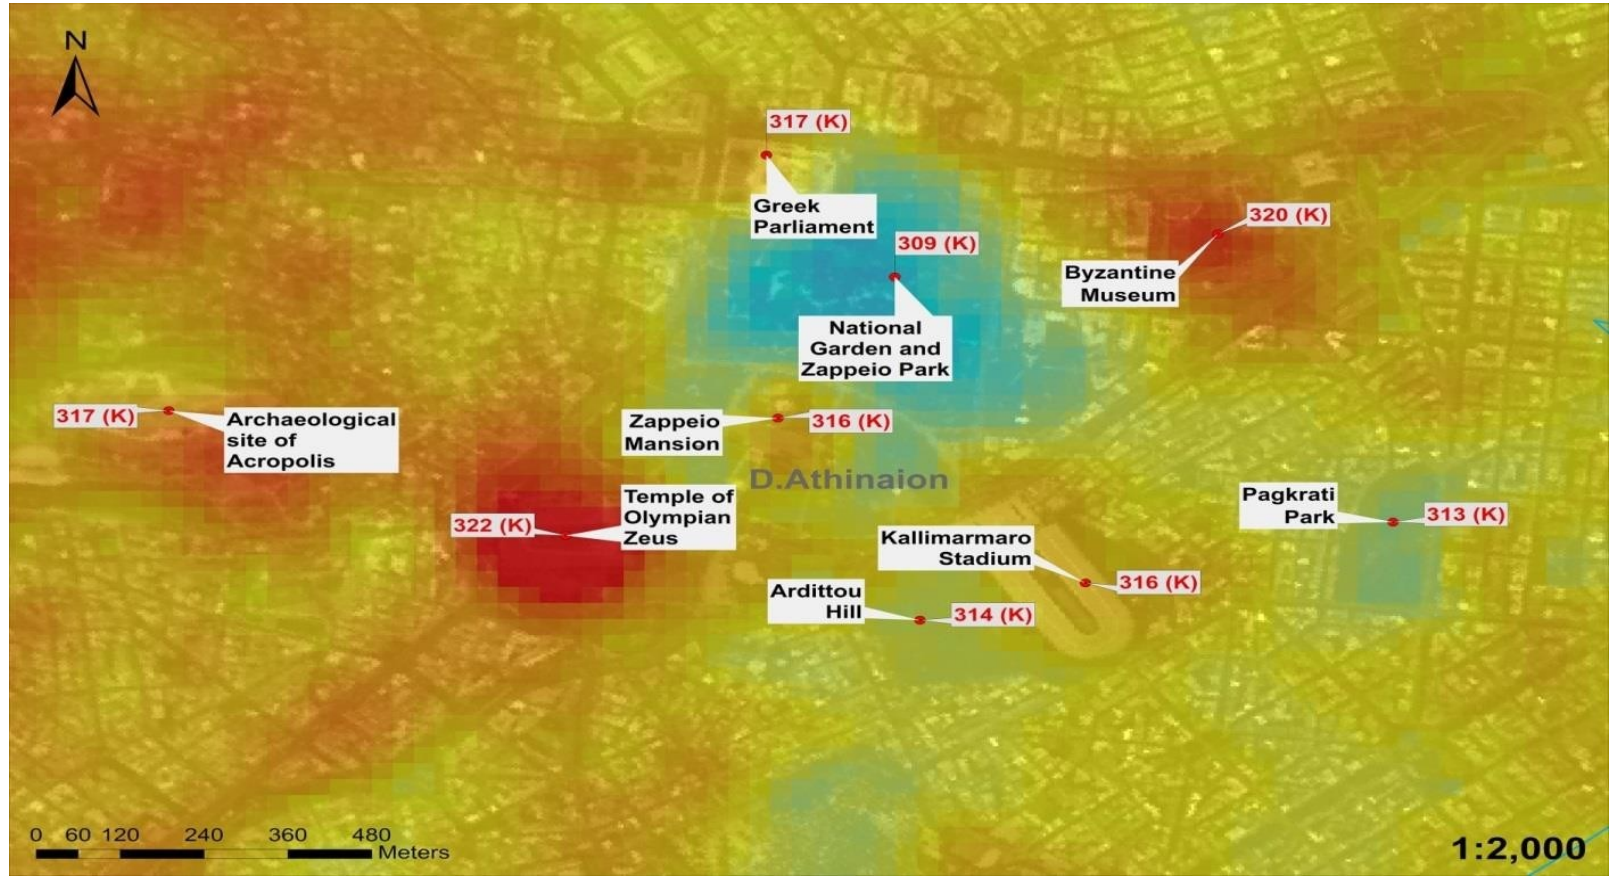 N
317 (K)
Greek
Parliament
309 (K)
National
Garden and
Zappeio Park
320 (K)
Byzantine
Museum
317 (K)
Archaeological
site of
Acropolis
Zappeio
Mansion
316 (K)
D.Athinaion
322 (K)
Temple of
Olympian
Zeus
Kallimarmaro
Stadium
316 (K)
Pagkrati
Park
313 (K)
Ardittou
Hill
314 (K)
0 60 120 240 360 480
Meters
1:2,000